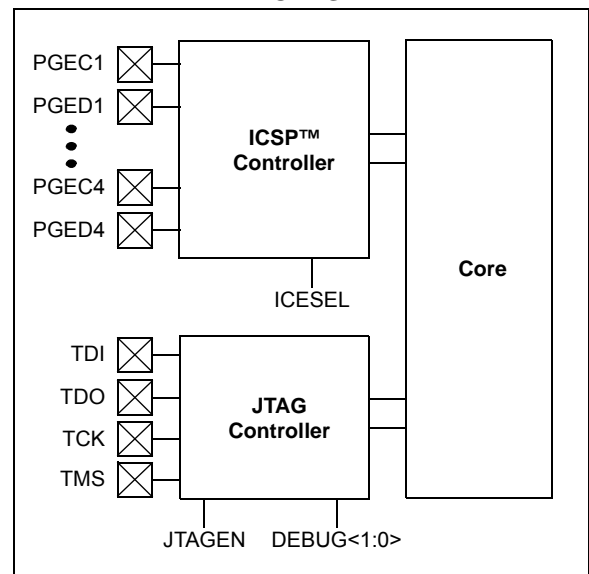 PGEC1
PGED1
ICSP™
Controller
PGEC4
PGED4
Core
ICESEL
TDI
TDO
JTAG
Controller
TCK
TMS
JTAGEN DEBUG<1:0>